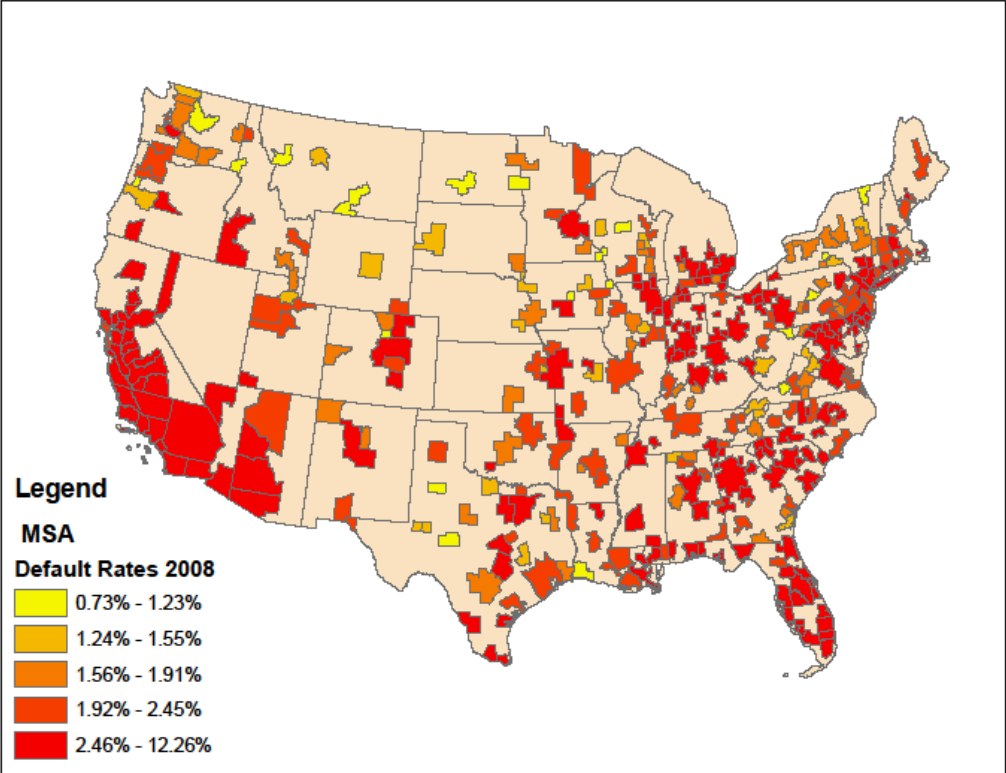 Legend
MSA
Default Rates 2008
0.73% - 1.23%
1.24% - 1.55%
1.56% - 1.91%
1.92% - 2.45%
2.46% - 12.26%